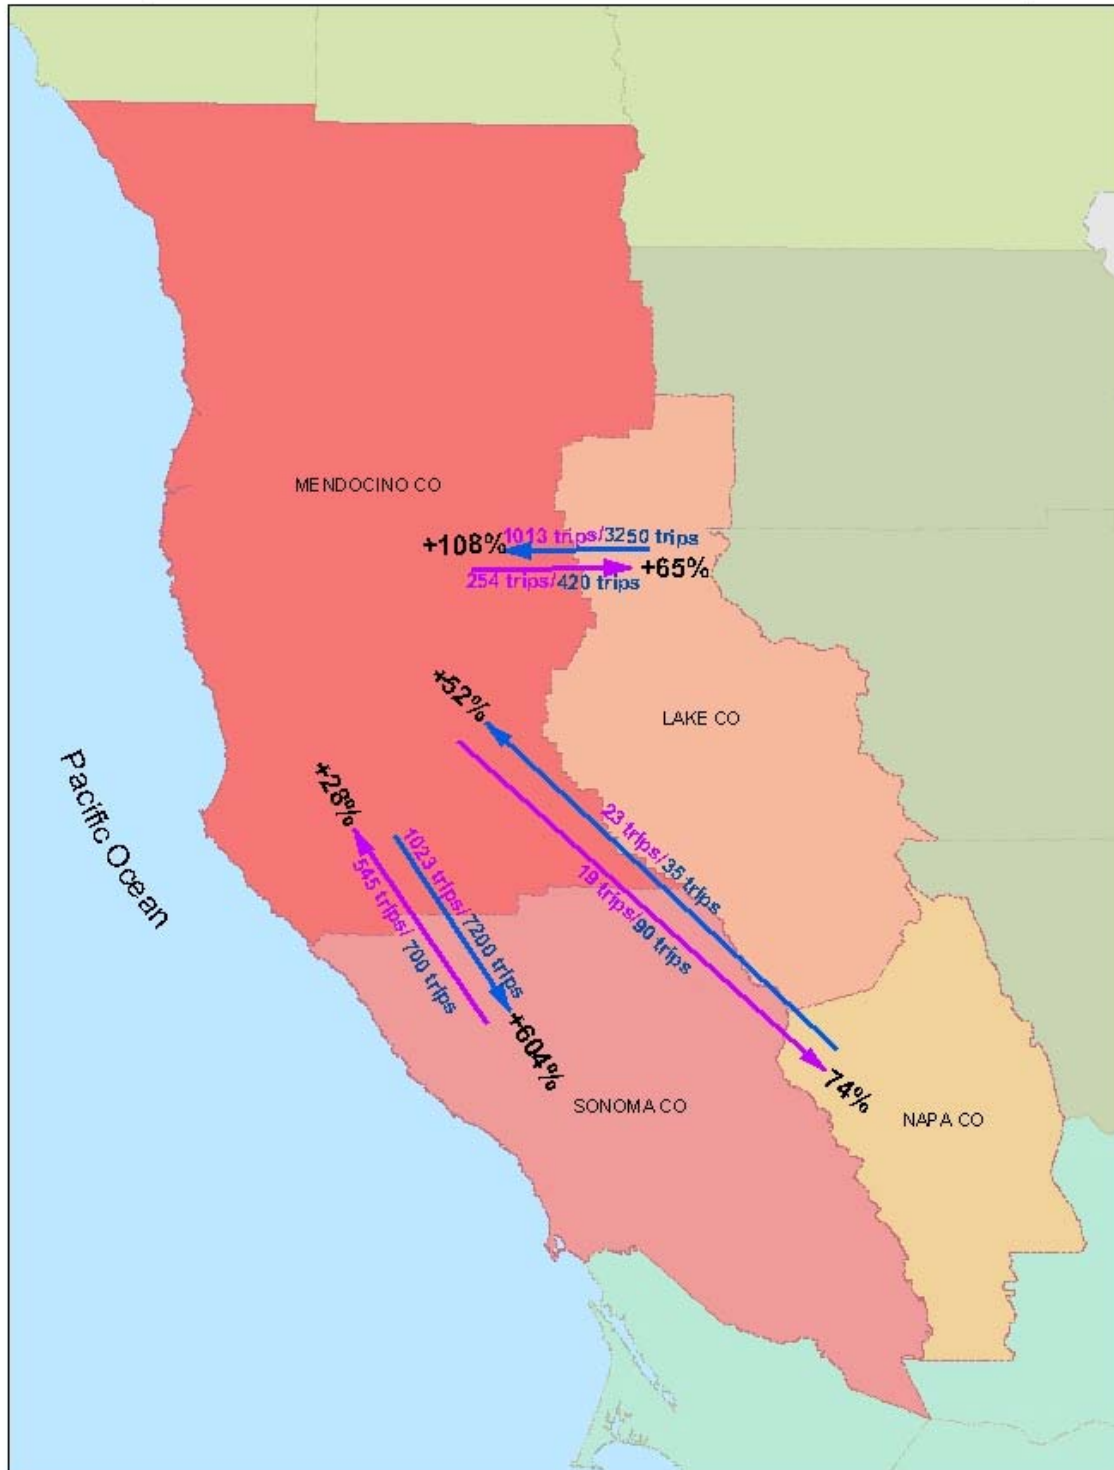 MENDOCINO CO
1013 trips/3250 trips
+108%
+65%
254 trips/420 trips
+52%
LAKE CO
23 trips/35 trips
19 trips/90 trips
Pacific Ocean
+28%
1023 trips/7200 trips
545 trips/ 700 trips
+604%
74%
SONOMA CO
NAPA CO